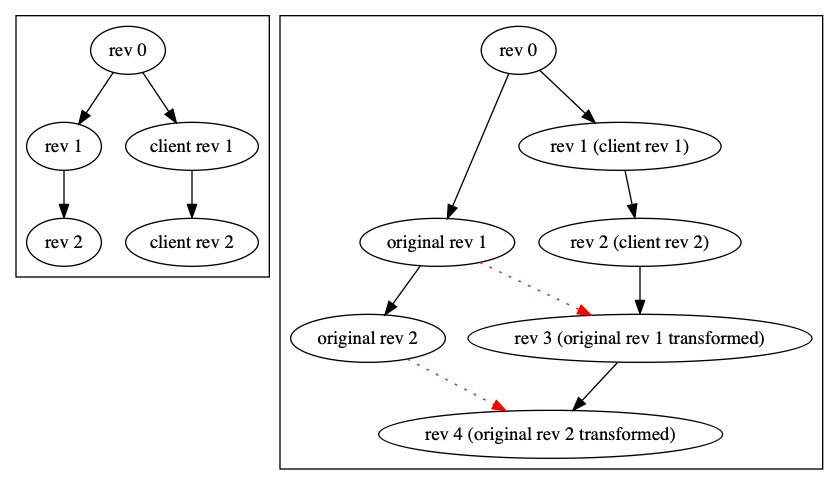 rev 0
rev 1
client rev 1
rev 2
client rev 2
rev 0
rev 1 (client rev 1)
original rev 1
rev 2 (client rev 2)
original rev 2
rev 3 (original rev 1 transformed)
rev 4 (original rev 2 transformed)